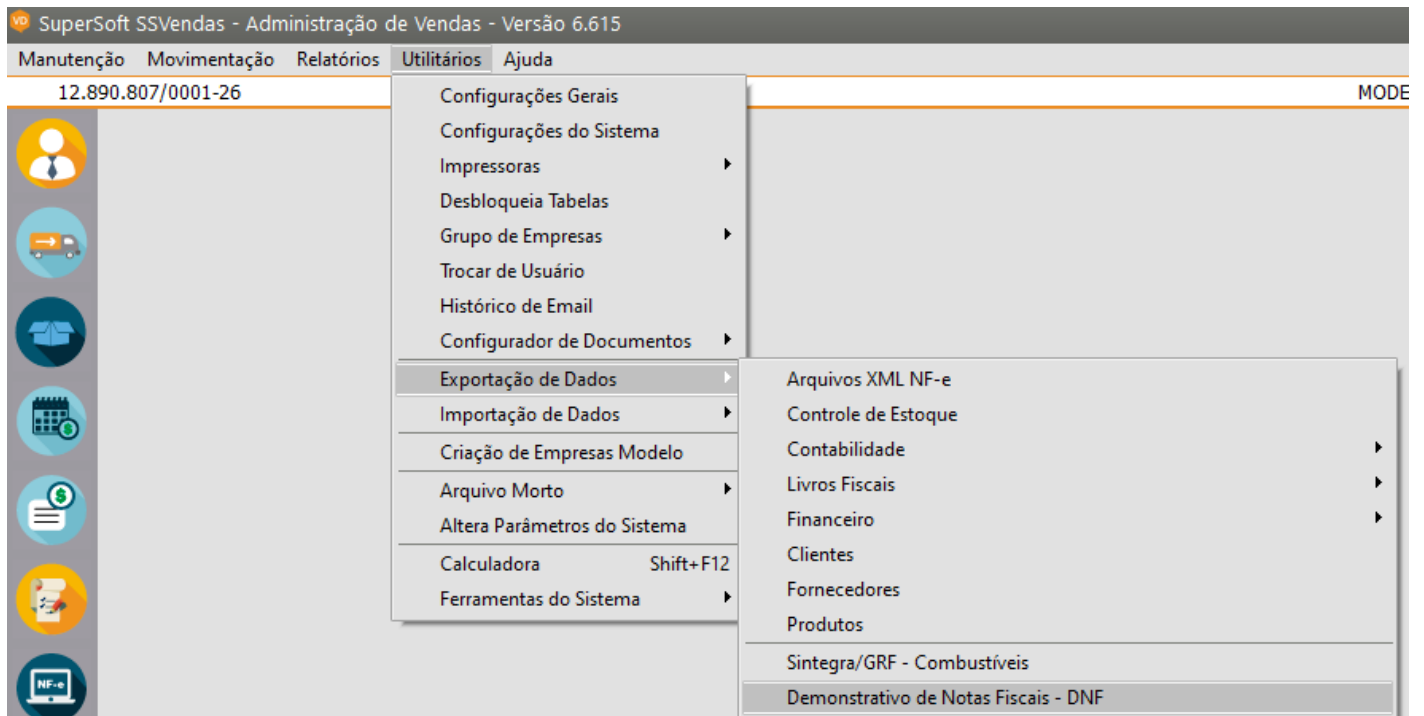 VD SuperSoft SSVendas - Administração de Vendas - Versão 6.615
Manutenção Movimentação Relatórios Utilitários Ajuda
12.890.807/0001-26 MODE
Configurações Gerais
Configurações do Sistema
Impressoras
Desbloqueia Tabelas
Grupo de Empresas
Trocar de Usuário
Histórico de Email
Configurador de Documentos
Exportação de Dados
Importação de Dados
Criação de Empresas Modelo
Arquivo Morto
Altera Parâmetros do Sistema
Calculadora Shift+F12
Ferramentas do Sistema
Arquivos XML NF-e
Controle de Estoque
Contabilidade
Livros Fiscais
Financeiro
Clientes
Fornecedores
Produtos
Sintegra/GRF - Combustíveis
Demonstrativo de Notas Fiscais - DNF
NF-e